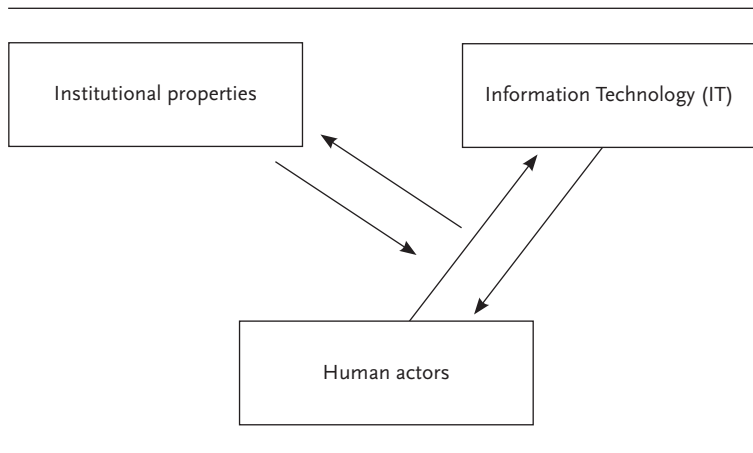 Institutional properties
Information Technology (IT)
Human actors